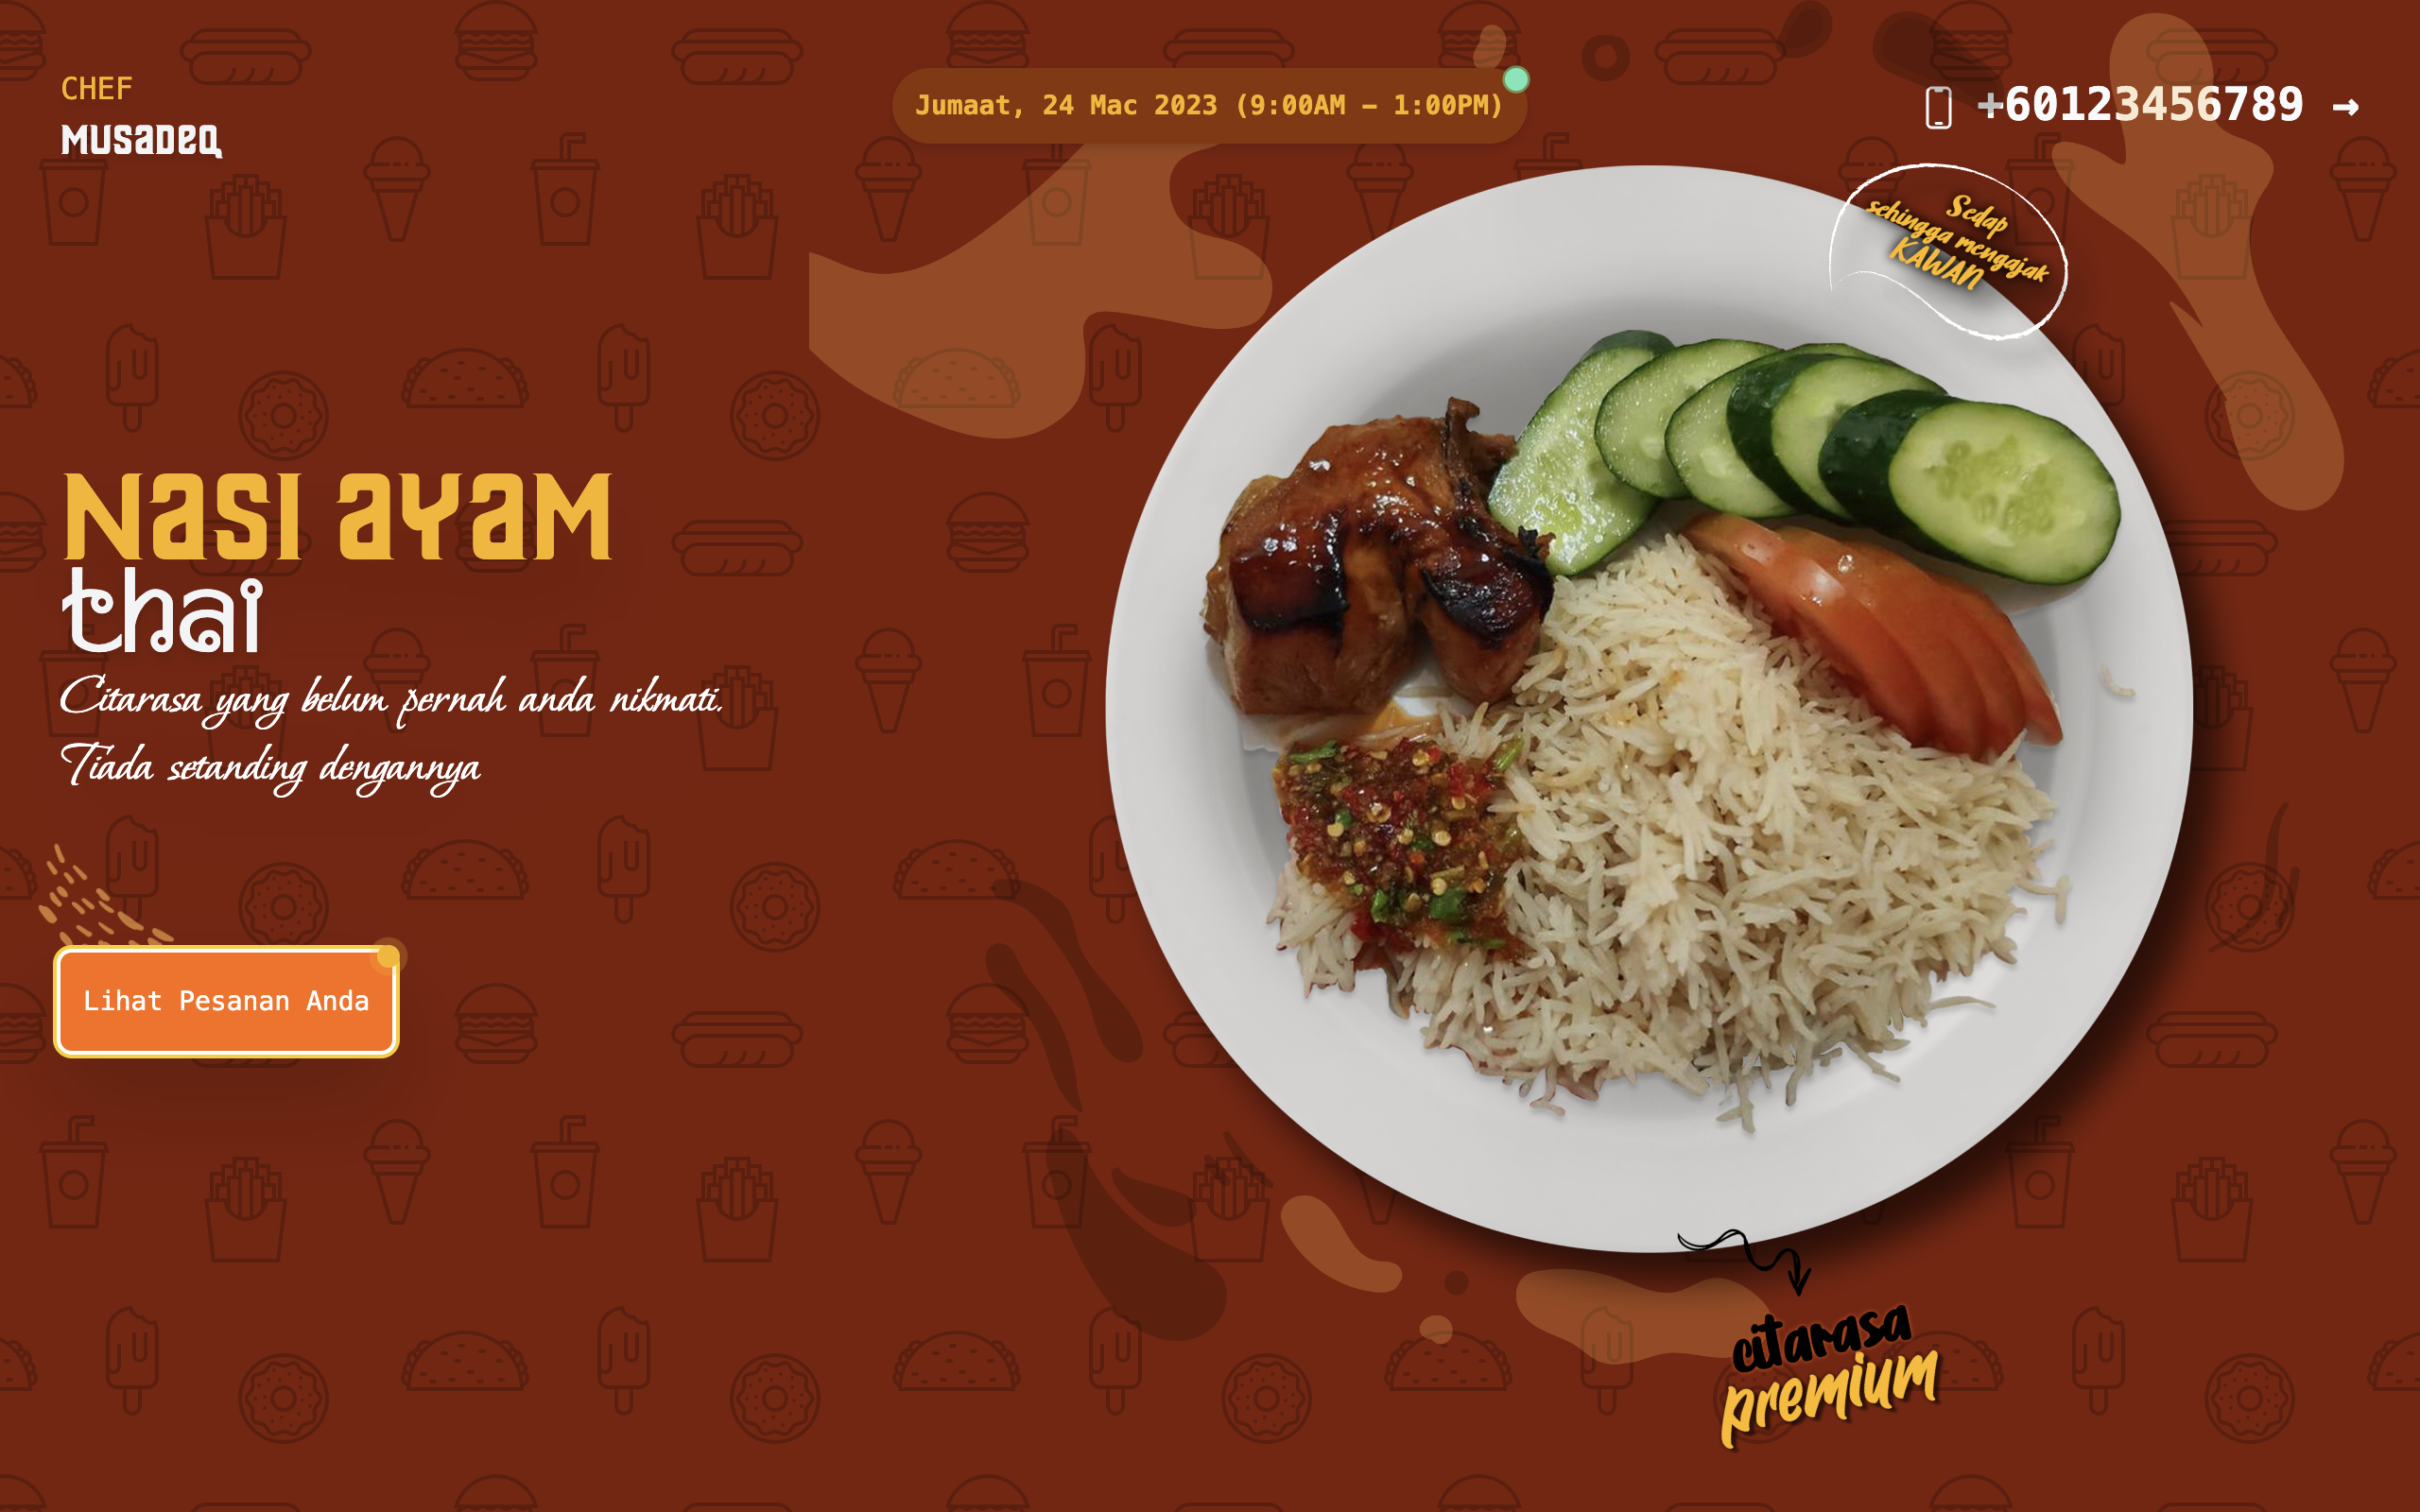 CHEF
MUSADEQ
Jumaat, 24 Mac 2023 (9:00AM – 1:00PM)
+60123456789 →
Sedap
sehingga mengajak
KAWAN
NASI AYAM
thai
Citarasa yang belum pernah anda nikmati.
Tiada setanding dengannya
Lihat Pesanan Anda
citarasa
premium